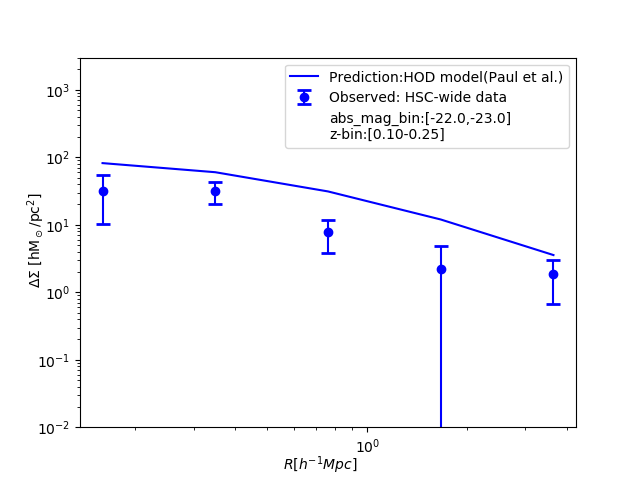 Prediction:HOD model(Paul et al.)
Observed: HSC-wide data
abs_mag_bin:[-22.0,-23.0]
z-bin:[0.10-0.25]
ΔΣ [hM⊙/pc²]
10³
10²
10¹
10⁰
10⁻¹
10⁻²
10⁰
R[h⁻¹Mpc]